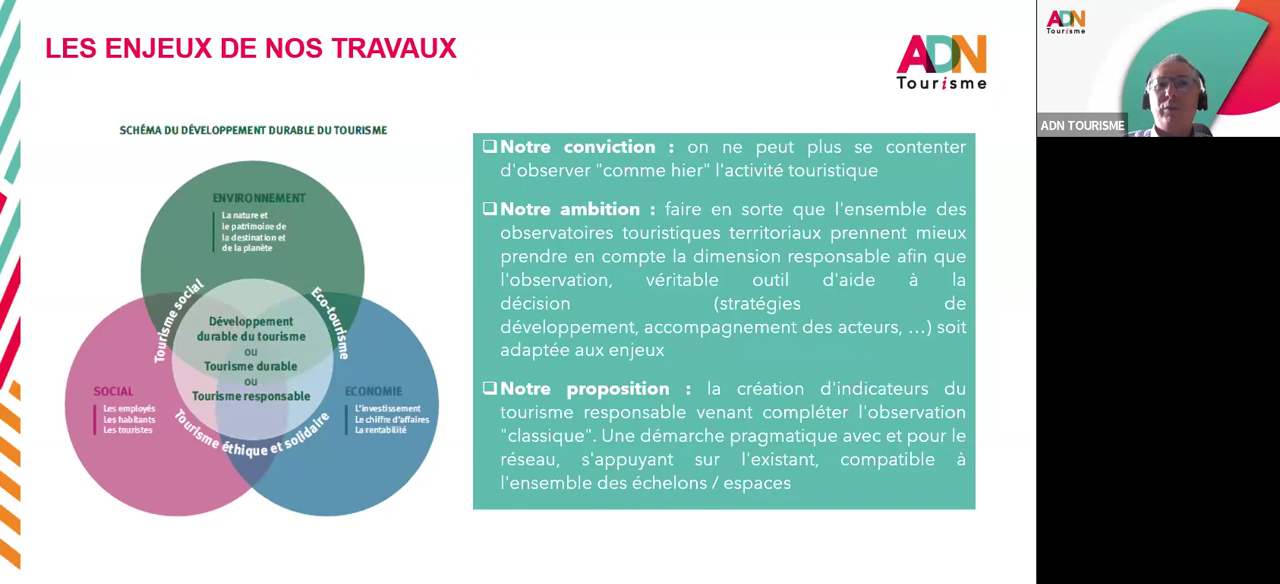 LES ENJEUX DE NOS TRAVAUX
ADN
Tourisme
SCHÉMA DU DÉVELOPPEMENT DURABLE DU TOURISME
ENVIRONNEMENT
La nature et
le patrimoine de
la destination et
de la planète
Tourisme social
Eco-tourisme
Développement
durable du tourisme
ou
Tourisme durable
ou
Tourisme responsable
SOCIAL
Les employés
Les habitants
Les touristes
ECONOMIE
L'investissement
Le chiffre d'affaires
La rentabilité
Tourisme éthique et solidaire
❑Notre conviction : on ne peut plus se contenter
d'observer "comme hier" l'activité touristique
❑Notre ambition : faire en sorte que l'ensemble des
observatoires touristiques territoriaux prennent mieux
prendre en compte la dimension responsable afin que
l'observation, véritable outil d'aide à la
décision (stratégies de
développement, accompagnement des acteurs, ...) soit
adaptée aux enjeux
❑Notre proposition : la création d'indicateurs du
tourisme responsable venant compléter l'observation
"classique". Une démarche pragmatique avec et pour le
réseau, s'appuyant sur l'existant, compatible à
l'ensemble des échelons / espaces
ADN
Tourisme
ADN TOURISME